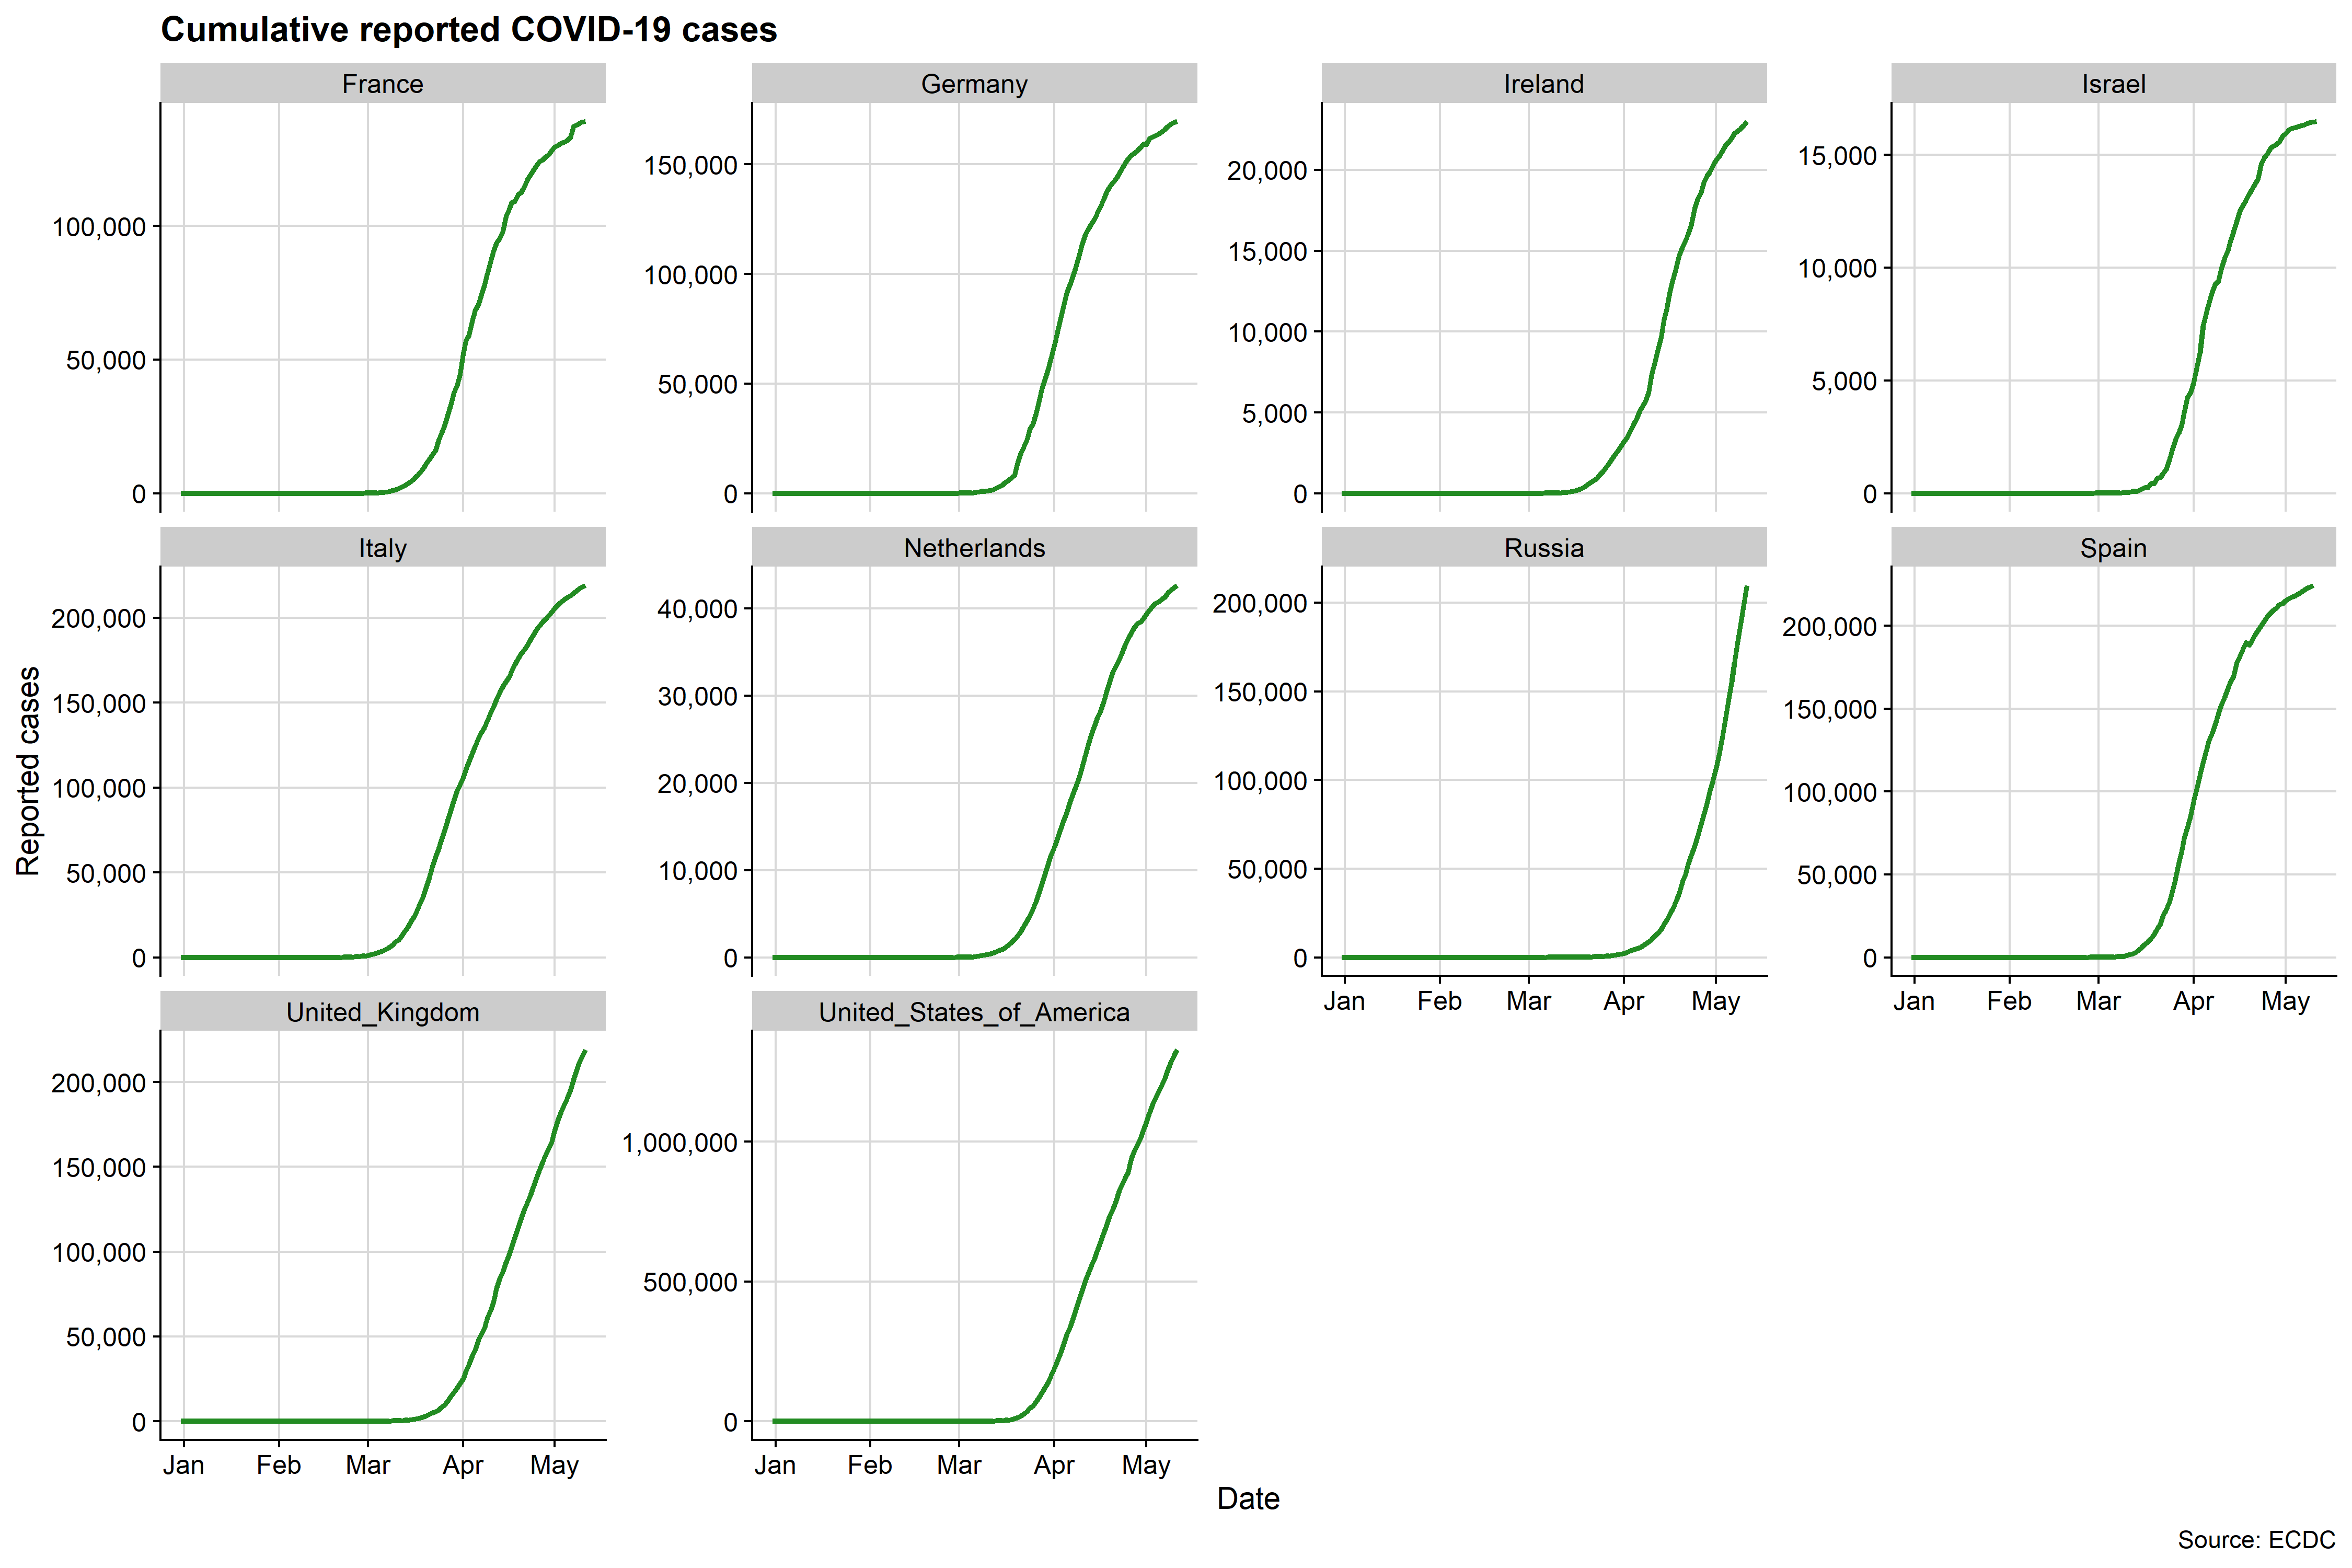 Cumulative reported COVID-19 cases
France
Germany
Ireland
Israel
100,000
50,000
0
150,000
100,000
50,000
0
20,000
15,000
10,000
5,000
0
15,000
10,000
5,000
0
Italy
Netherlands
Russia
Spain
200,000
150,000
100,000
50,000
0
40,000
30,000
20,000
10,000
0
200,000
150,000
100,000
50,000
0
200,000
150,000
100,000
50,000
0
Jan Feb Mar Apr May
Jan Feb Mar Apr May
United_Kingdom
United_States_of_America
200,000
150,000
100,000
50,000
0
1,000,000
500,000
0
Jan Feb Mar Apr May
Jan Feb Mar Apr May
Reported cases
Date
Source: ECDC